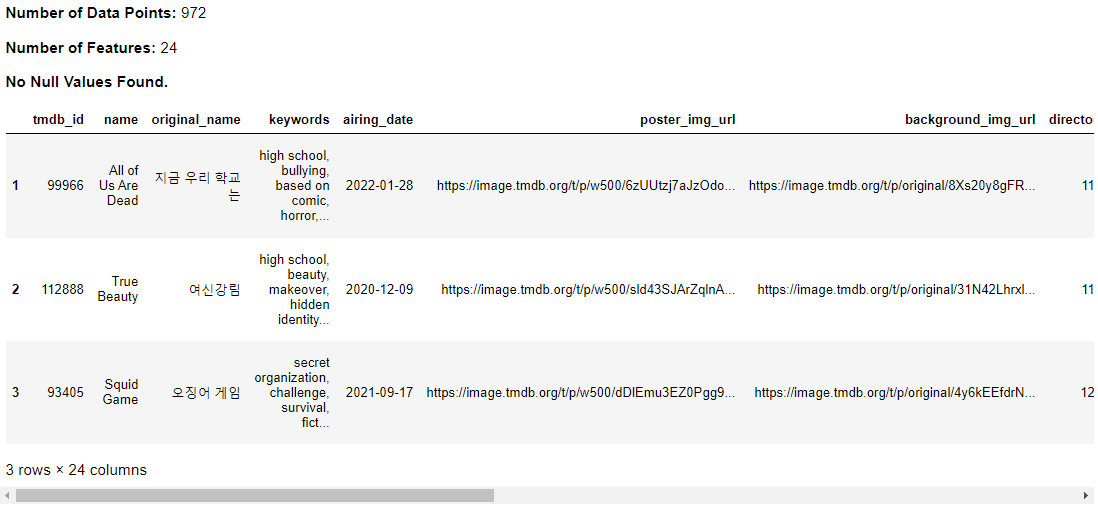 Number of Data Points: 972
Number of Features: 24
No Null Values Found.
tmdb_id name original_name keywords airing_date poster_img_url background_img_url director
1 99966 All of Us Are Dead 지금 우리 학교는 high school, bullying, based on comic, horror,... 2022-01-28 https://image.tmdb.org/t/p/w500/6zUUtzj7aJzOdo... https://image.tmdb.org/t/p/original/8Xs20y8gFR... 11
2 112888 True Beauty 여신강림 high school, beauty, makeover, hidden identity... 2020-12-09 https://image.tmdb.org/t/p/w500/sId43SJArZqlnA... https://image.tmdb.org/t/p/original/31N42Lhrxl... 11
3 93405 Squid Game 오징어 게임 secret organization, challenge, survival, fict... 2021-09-17 https://image.tmdb.org/t/p/w500/dDlEmu3EZ0Pgg9... https://image.tmdb.org/t/p/original/4y6kEEfdrN... 12
3 rows × 24 columns